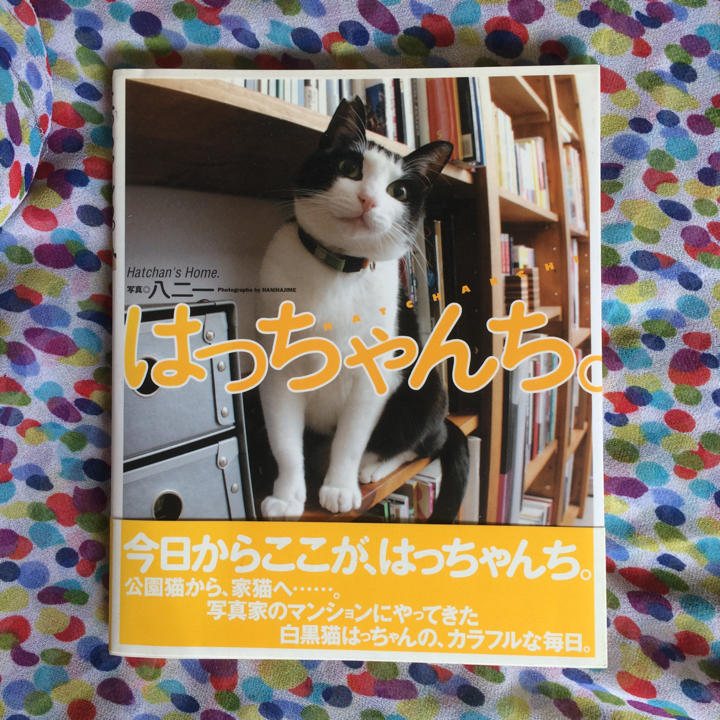 Hatchan's Home.
写真◎八二一 Photographs by HANINAJIME
HATCHANCHI
はっちゃんち。
今日からここが、はっちゃんち。
公園猫から、家猫へ……。
写真家のマンションにやってきた
白黒猫はっちゃんの、カラフルな毎日。